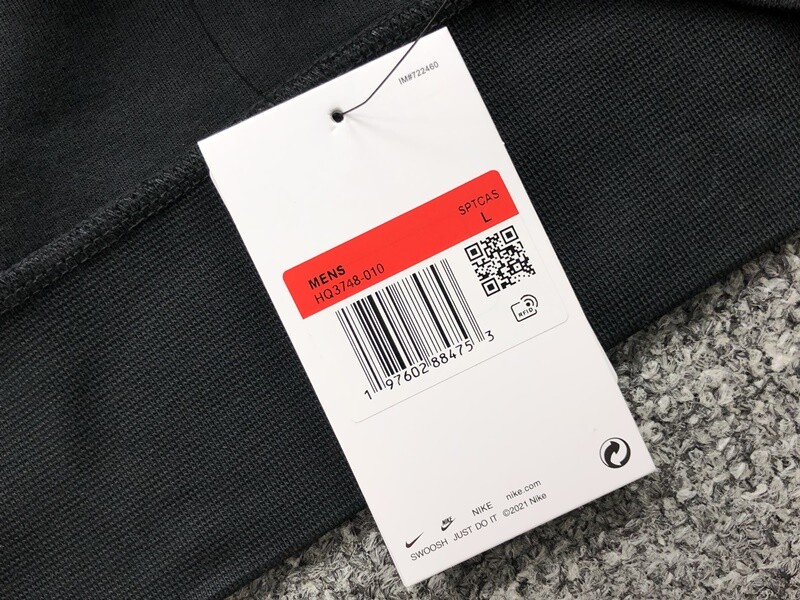 IM#722460
SPTCAS
L
MENS
HQ3748-010
RFID
1 97602 88475 3
NIKE
NIKE nike.com
SWOOSH JUST DO IT ©2021 Nike